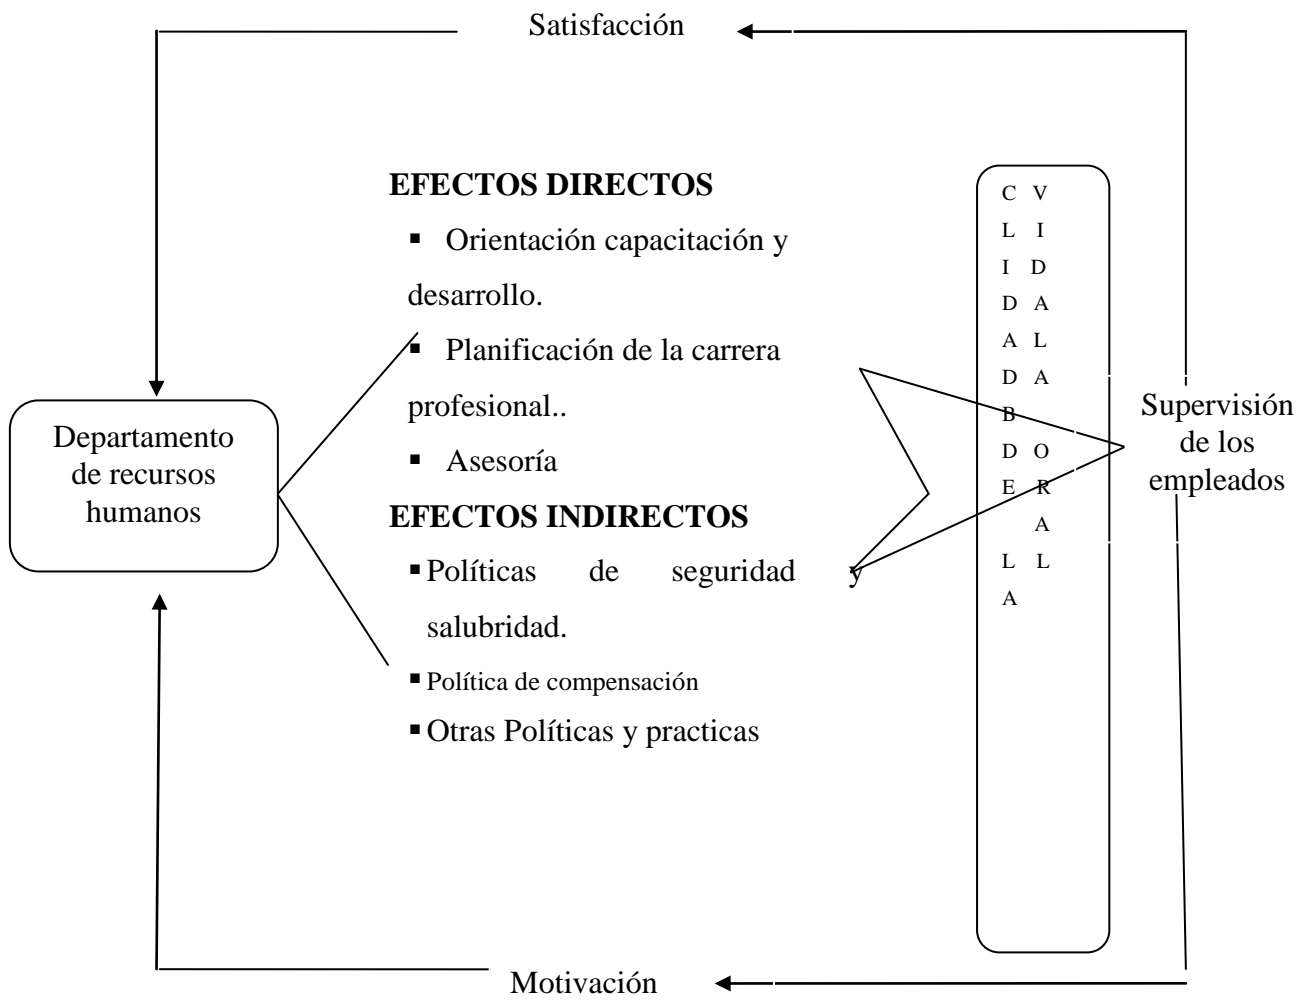 Satisfacción
EFECTOS DIRECTOS
▪ Orientación capacitación y
desarrollo.
▪ Planificación de la carrera
profesional..
▪ Asesoría
EFECTOS INDIRECTOS
▪ Políticas de seguridad y
salubridad.
▪ Política de compensación
▪ Otras Políticas y practicas
Departamento
de recursos
humanos
C V
L I
I D
D A
A L
D A
B
D O
E R
A
L L
A
Supervisión
de los
empleados
Motivación